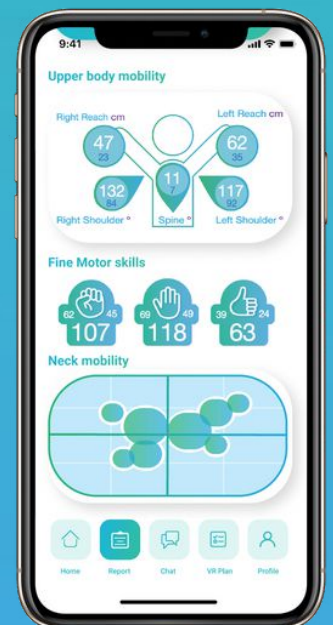 9:41
Upper body mobility
Right Reach cm
Left Reach cm
47
23
62
35
11
7
132
84
117
92
Right Shoulder °
Spine °
Left Shoulder °
Fine Motor skills
62 45
107
69 49
118
39 24
63
Neck mobility
Home
Report
Chat
VR Plan
Profile